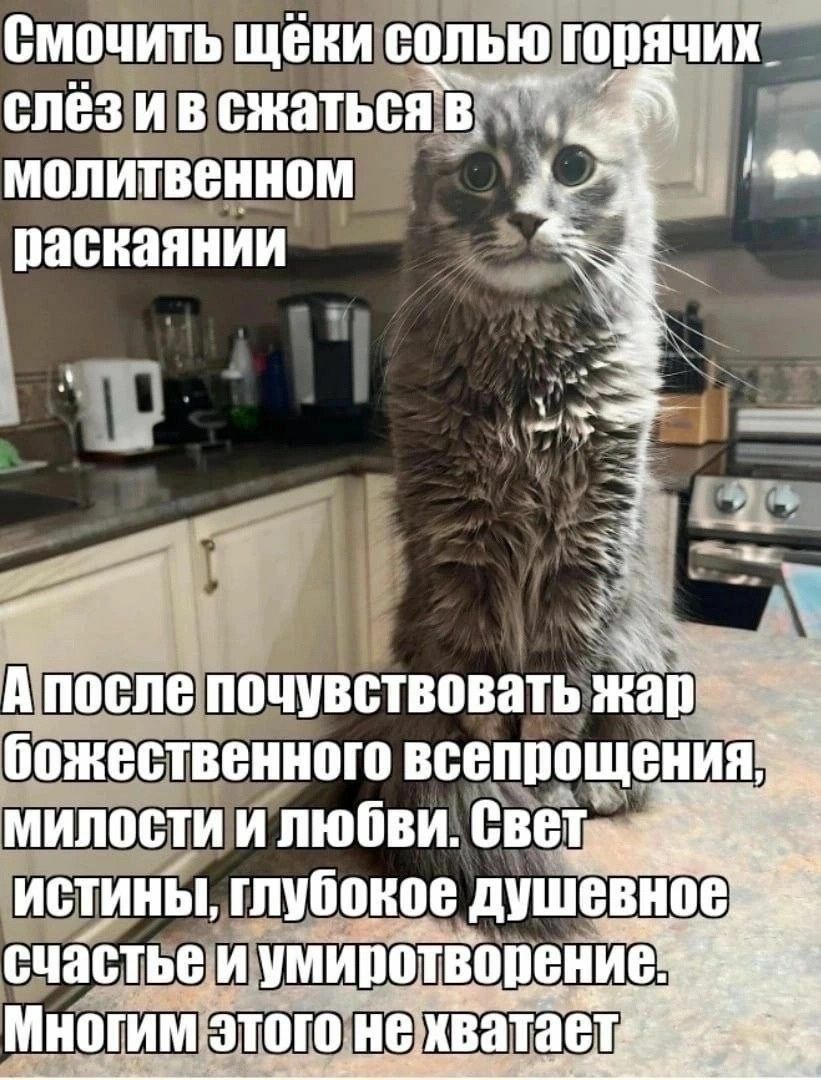 Смочить щёки солью горячих
слёз и в сжаться в
молитвенном
раскаянии
А после почувствовать жар
божественного всепрощения,
милости и любви. Свет
истины, глубокое душевное
счастье и умиротворение.
Многим этого не хватает